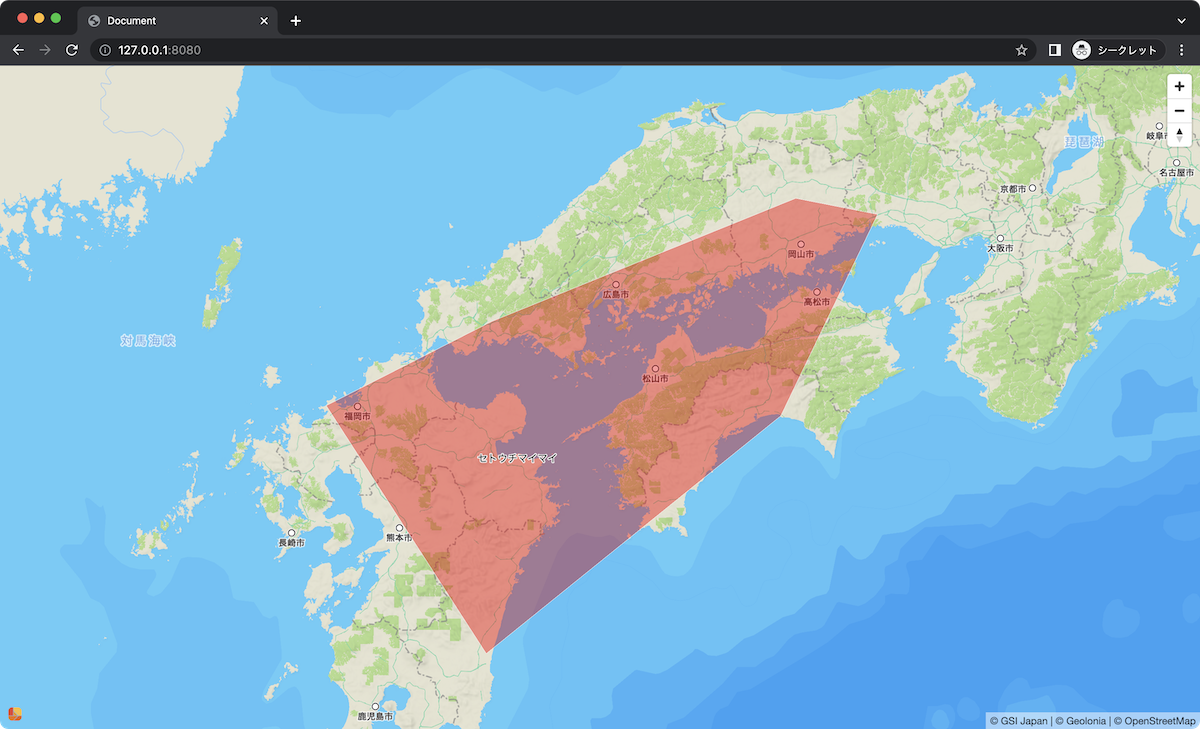 Document
127.0.0.1:8080
シークレット
岐阜市
琵琶湖
名古屋市
京都市
大阪市
岡山市
広島市
高松市
対馬海峡
松山市
福岡市
セトウチマイマイ
熊本市
長崎市
鹿児島市
© GSI Japan | © Geolonia | © OpenStreetMap